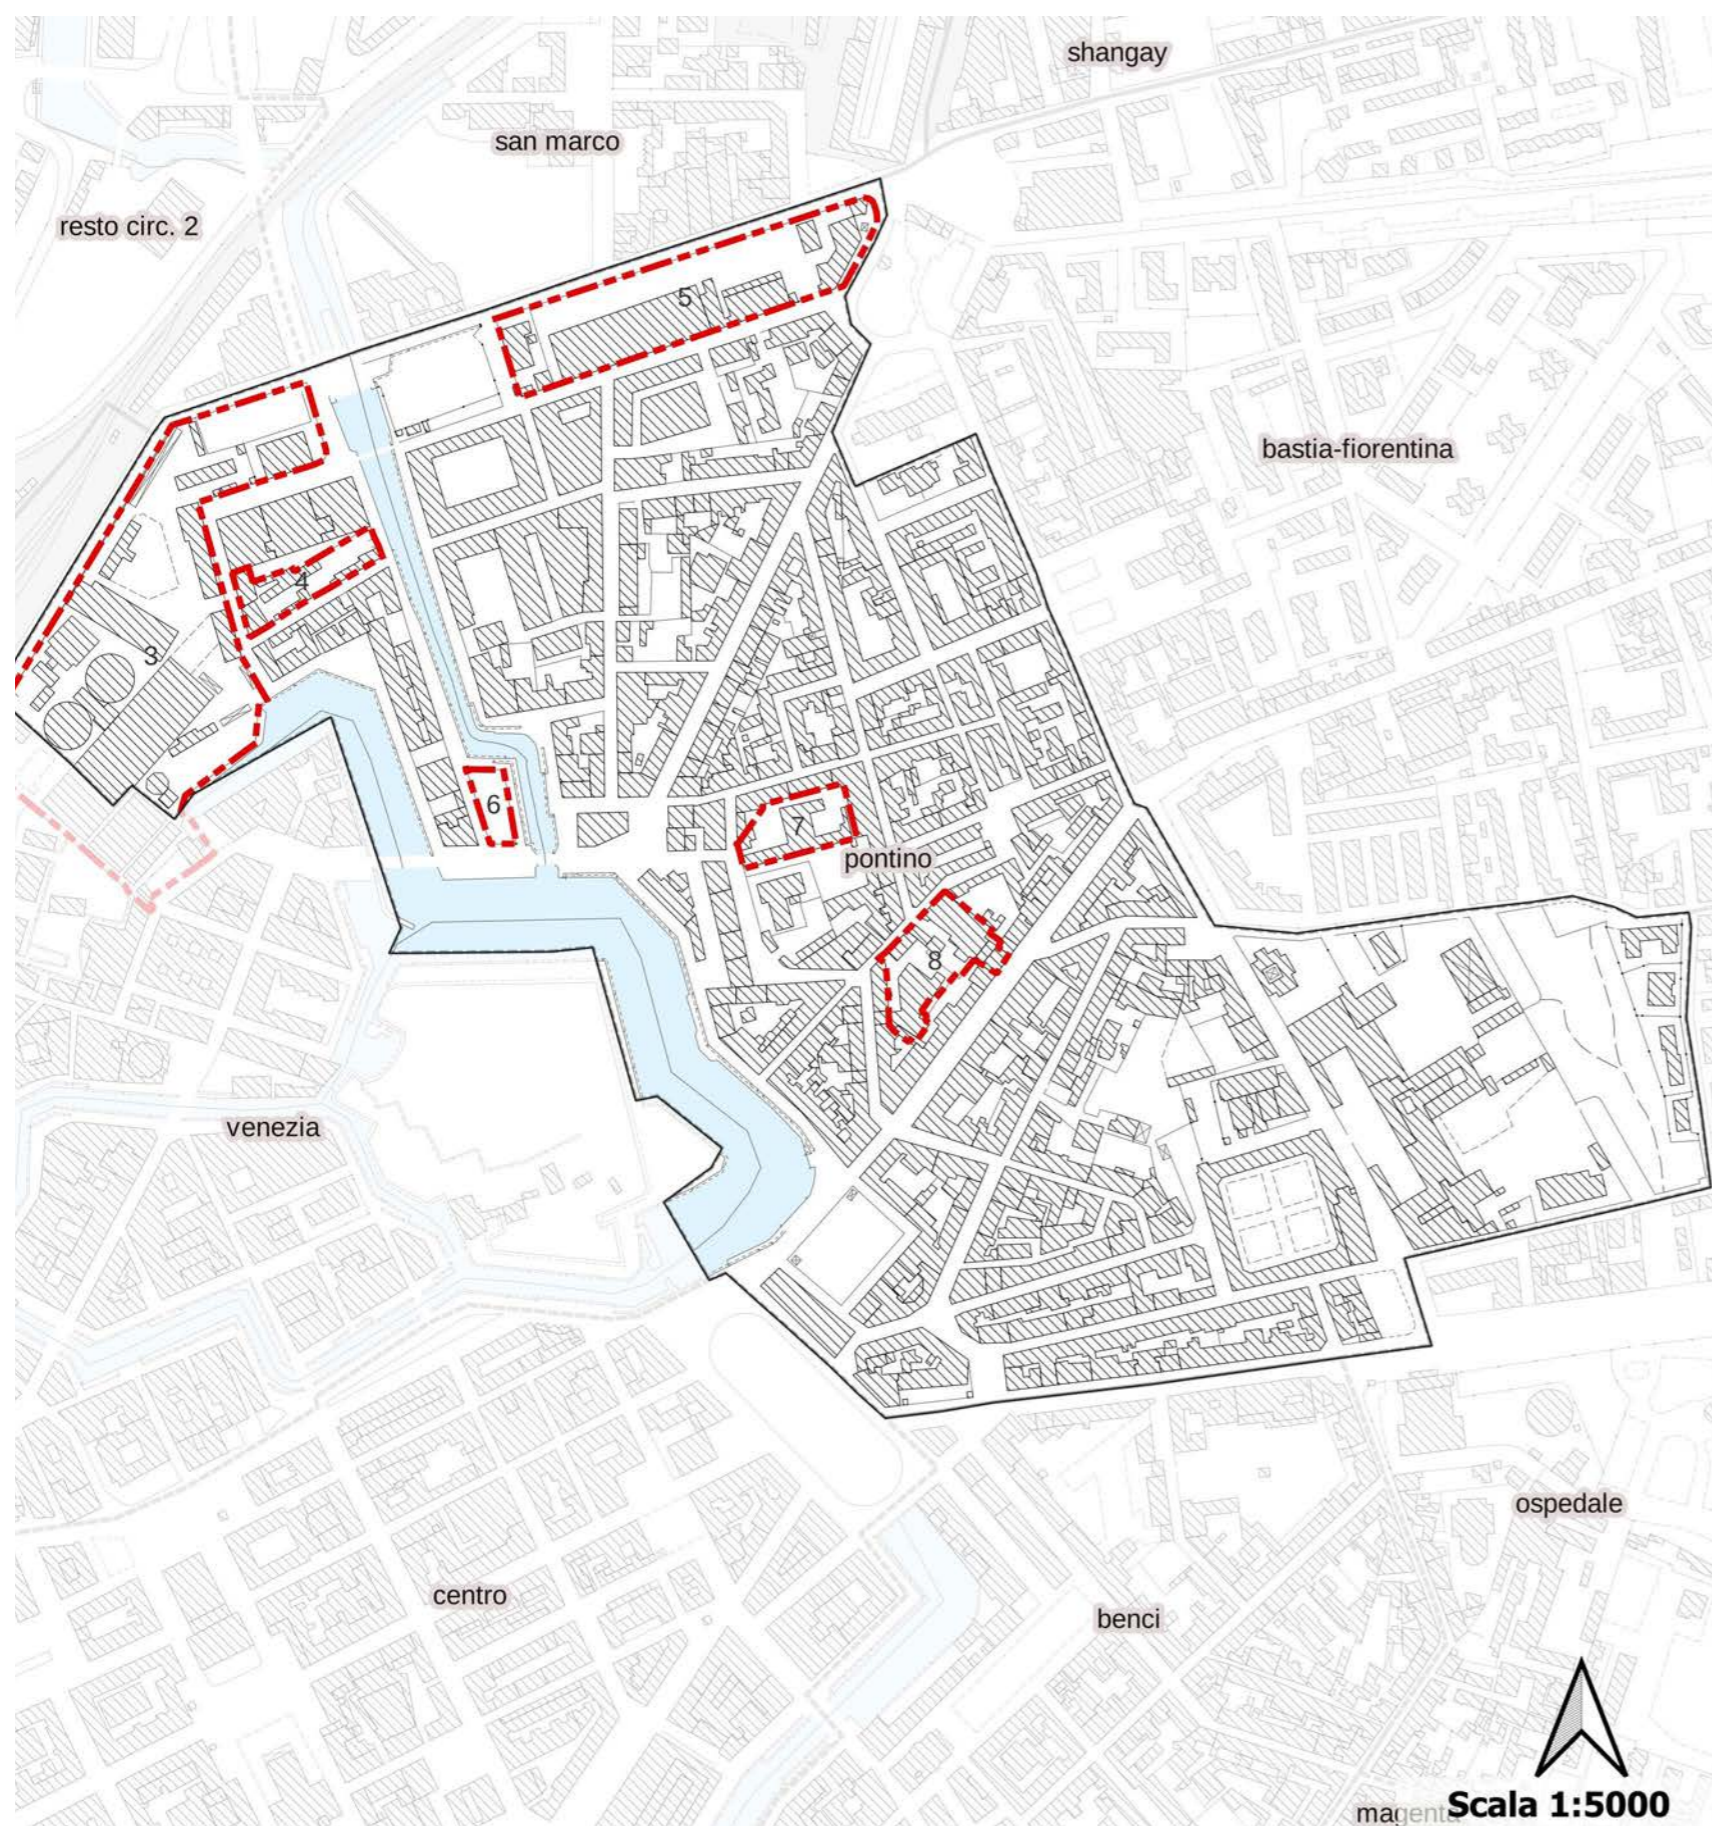 shangay
san marco
resto circ. 2
5
bastia-fiorentina
4
3
6
7
pontino
8
venezia
ospedale
centro
benci
magenta
Scala 1:5000